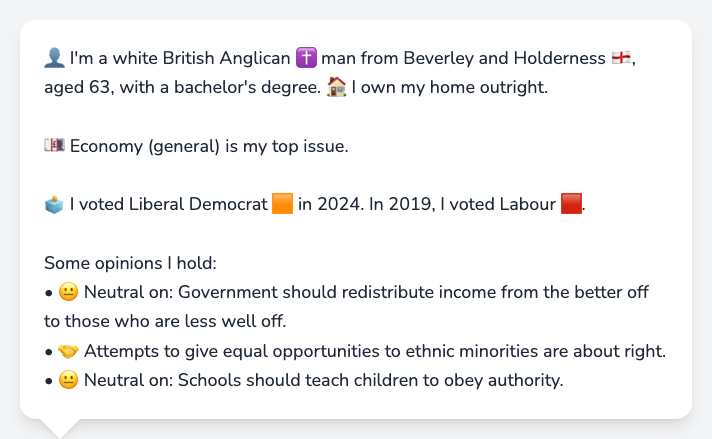 👤 I'm a white British Anglican ✝️ man from Beverley and Holderness 🏴󠁧󠁢󠁥󠁮󠁧󠁿,
aged 63, with a bachelor's degree. 🏠 I own my home outright.
💷 Economy (general) is my top issue.
🗳️ I voted Liberal Democrat 🟧 in 2024. In 2019, I voted Labour 🟥.
Some opinions I hold:
• 😐 Neutral on: Government should redistribute income from the better off
to those who are less well off.
• 🤝 Attempts to give equal opportunities to ethnic minorities are about right.
• 😐 Neutral on: Schools should teach children to obey authority.